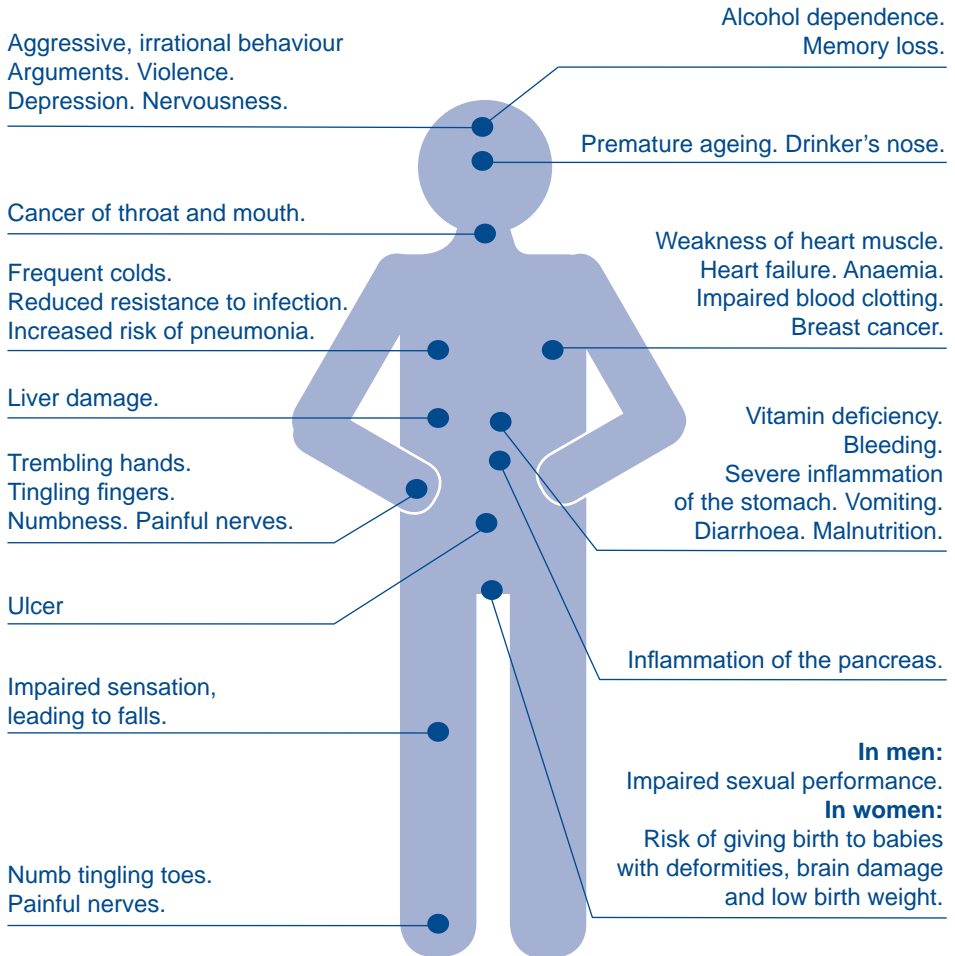 Aggressive, irrational behaviour
Arguments. Violence.
Depression. Nervousness.
Cancer of throat and mouth.
Frequent colds.
Reduced resistance to infection.
Increased risk of pneumonia.
Liver damage.
Trembling hands.
Tingling fingers.
Numbness. Painful nerves.
Ulcer
Impaired sensation,
leading to falls.
Numb tingling toes.
Painful nerves.
Alcohol dependence.
Memory loss.
Premature ageing. Drinker's nose.
Weakness of heart muscle.
Heart failure. Anaemia.
Impaired blood clotting.
Breast cancer.
Vitamin deficiency.
Bleeding.
Severe inflammation
of the stomach. Vomiting.
Diarrhoea. Malnutrition.
Inflammation of the pancreas.
In men:
Impaired sexual performance.
In women:
Risk of giving birth to babies
with deformities, brain damage
and low birth weight.